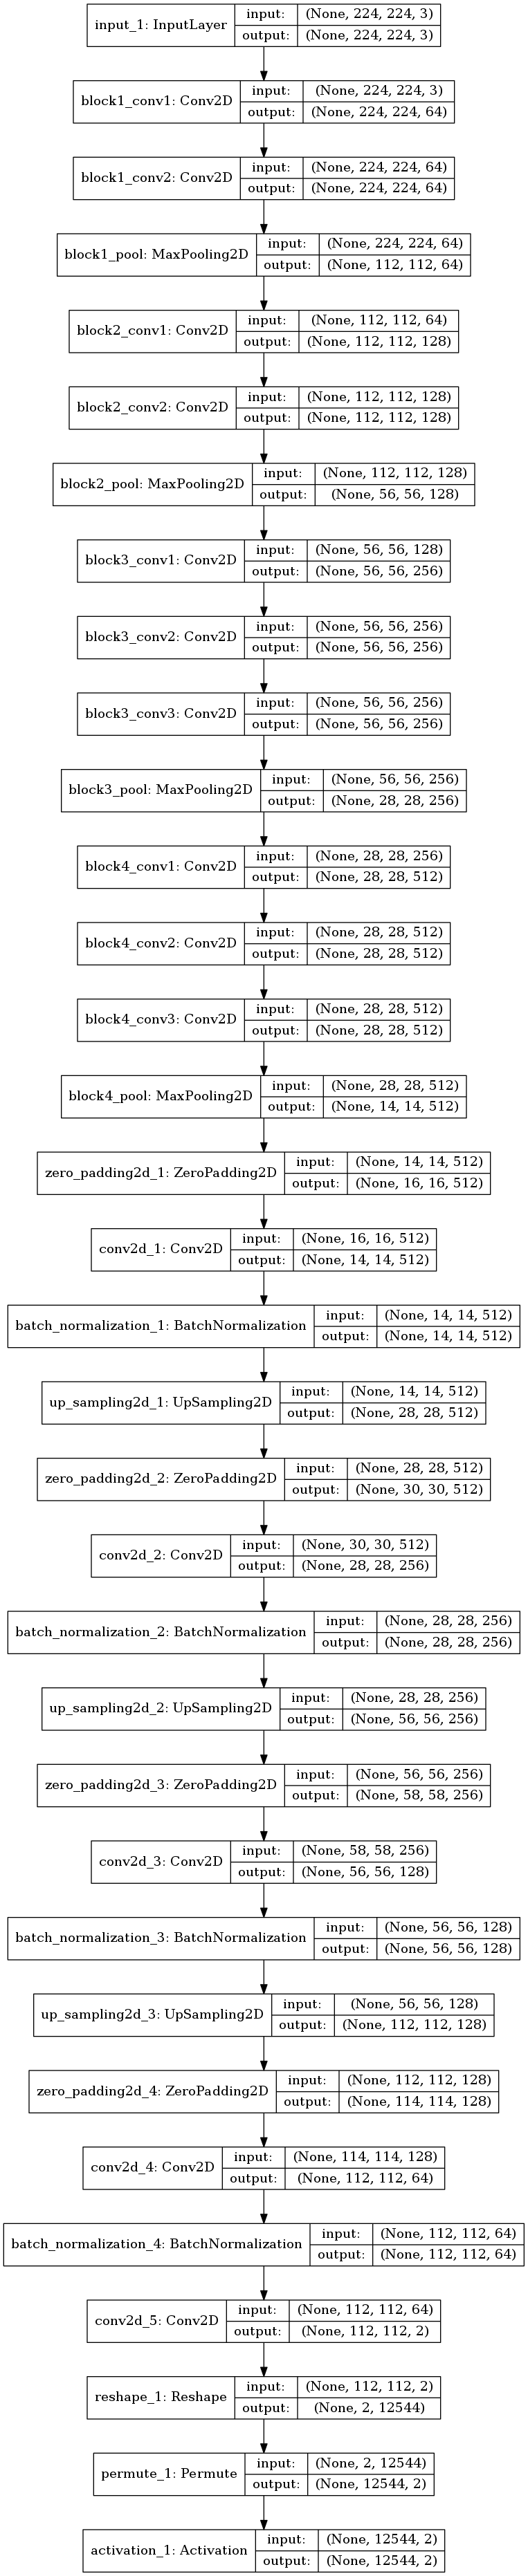 input_1: InputLayer
input: (None, 224, 224, 3)
output: (None, 224, 224, 3)
block1_conv1: Conv2D
input: (None, 224, 224, 3)
output: (None, 224, 224, 64)
block1_conv2: Conv2D
input: (None, 224, 224, 64)
output: (None, 224, 224, 64)
block1_pool: MaxPooling2D
input: (None, 224, 224, 64)
output: (None, 112, 112, 64)
block2_conv1: Conv2D
input: (None, 112, 112, 64)
output: (None, 112, 112, 128)
block2_conv2: Conv2D
input: (None, 112, 112, 128)
output: (None, 112, 112, 128)
block2_pool: MaxPooling2D
input: (None, 112, 112, 128)
output: (None, 56, 56, 128)
block3_conv1: Conv2D
input: (None, 56, 56, 128)
output: (None, 56, 56, 256)
block3_conv2: Conv2D
input: (None, 56, 56, 256)
output: (None, 56, 56, 256)
block3_conv3: Conv2D
input: (None, 56, 56, 256)
output: (None, 56, 56, 256)
block3_pool: MaxPooling2D
input: (None, 56, 56, 256)
output: (None, 28, 28, 256)
block4_conv1: Conv2D
input: (None, 28, 28, 256)
output: (None, 28, 28, 512)
block4_conv2: Conv2D
input: (None, 28, 28, 512)
output: (None, 28, 28, 512)
block4_conv3: Conv2D
input: (None, 28, 28, 512)
output: (None, 28, 28, 512)
block4_pool: MaxPooling2D
input: (None, 28, 28, 512)
output: (None, 14, 14, 512)
zero_padding2d_1: ZeroPadding2D
input: (None, 14, 14, 512)
output: (None, 16, 16, 512)
conv2d_1: Conv2D
input: (None, 16, 16, 512)
output: (None, 14, 14, 512)
batch_normalization_1: BatchNormalization
input: (None, 14, 14, 512)
output: (None, 14, 14, 512)
up_sampling2d_1: UpSampling2D
input: (None, 14, 14, 512)
output: (None, 28, 28, 512)
zero_padding2d_2: ZeroPadding2D
input: (None, 28, 28, 512)
output: (None, 30, 30, 512)
conv2d_2: Conv2D
input: (None, 30, 30, 512)
output: (None, 28, 28, 256)
batch_normalization_2: BatchNormalization
input: (None, 28, 28, 256)
output: (None, 28, 28, 256)
up_sampling2d_2: UpSampling2D
input: (None, 28, 28, 256)
output: (None, 56, 56, 256)
zero_padding2d_3: ZeroPadding2D
input: (None, 56, 56, 256)
output: (None, 58, 58, 256)
conv2d_3: Conv2D
input: (None, 58, 58, 256)
output: (None, 56, 56, 128)
batch_normalization_3: BatchNormalization
input: (None, 56, 56, 128)
output: (None, 56, 56, 128)
up_sampling2d_3: UpSampling2D
input: (None, 56, 56, 128)
output: (None, 112, 112, 128)
zero_padding2d_4: ZeroPadding2D
input: (None, 112, 112, 128)
output: (None, 114, 114, 128)
conv2d_4: Conv2D
input: (None, 114, 114, 128)
output: (None, 112, 112, 64)
batch_normalization_4: BatchNormalization
input: (None, 112, 112, 64)
output: (None, 112, 112, 64)
conv2d_5: Conv2D
input: (None, 112, 112, 64)
output: (None, 112, 112, 2)
reshape_1: Reshape
input: (None, 112, 112, 2)
output: (None, 2, 12544)
permute_1: Permute
input: (None, 2, 12544)
output: (None, 12544, 2)
activation_1: Activation
input: (None, 12544, 2)
output: (None, 12544, 2)